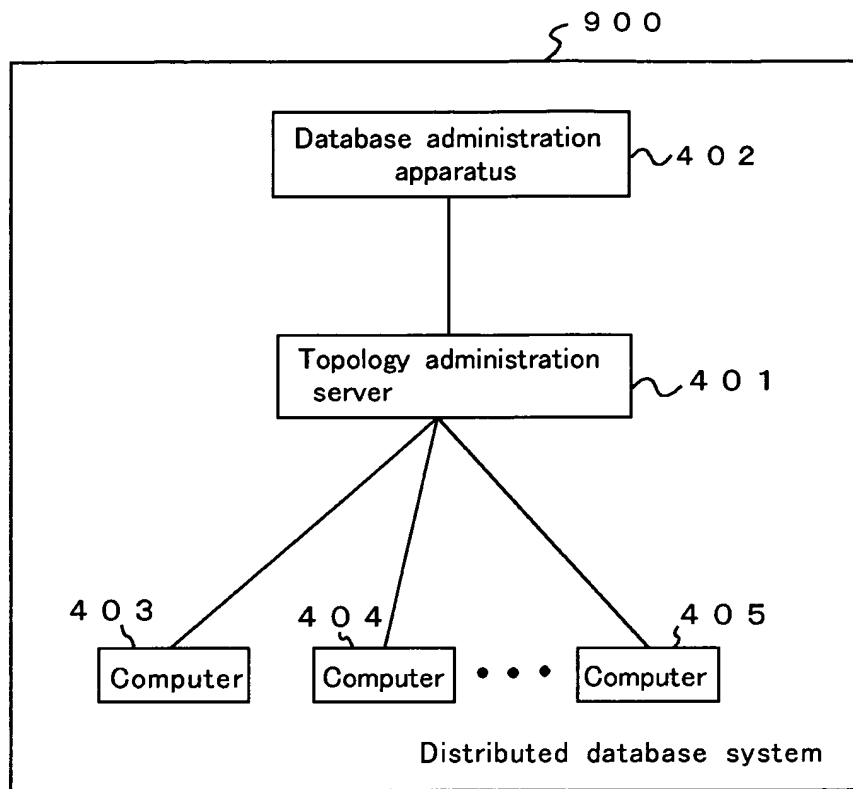 900
Database administration
apparatus
402
Topology administration
server
401
403
404
405
Computer
Computer
• • •
Computer
Distributed database system